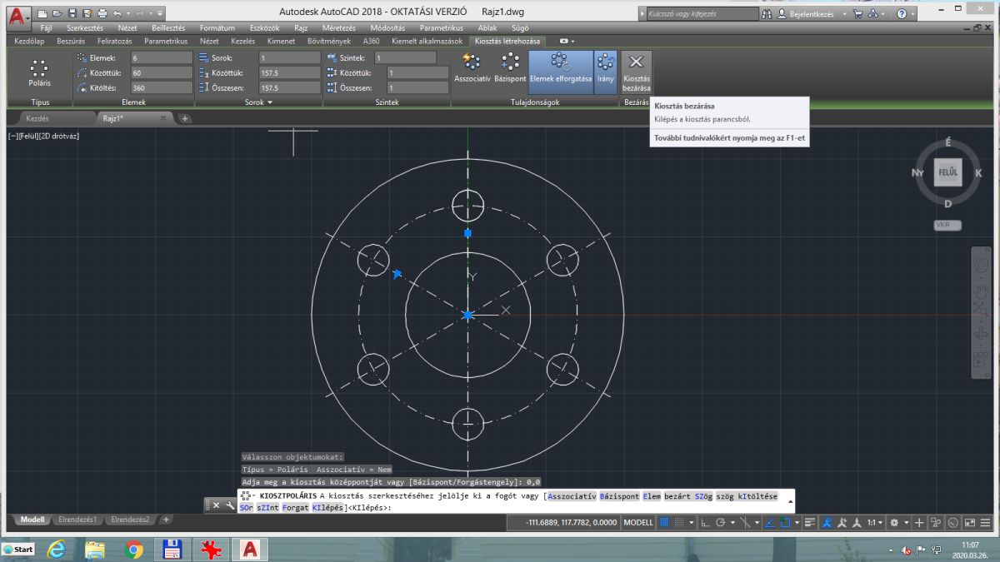 Autodesk AutoCAD 2018 - OKTATÁSI VERZIÓ Rajz1.dwg
Kulcsszó vagy kifejezés
Bejelentkezés
Fájl Szerkesztés Nézet Beillesztés Formátum Eszközök Rajz Méretezés Módosítás Parametrikus Ablak Súgó
Kezdőlap Beszúrás Feliratozás Parametrikus Nézet Kezelés Kimenet Bővítmények A360 Kiemelt alkalmazások Kiosztás létrehozása
Elemek: 6 Sorok: 1 Szintek: 1
Közöttük: 60 Közöttük: 157.5 Közöttük: 1
Kitöltés: 360 Összesen: 157.5 Összesen: 1
Poláris
Asszociatív Bázispont Elemek elforgatása Irány Kiosztás
bezárása
Típus Elemek Sorok Szintek Tulajdonságok Bezárás
Kiosztás bezárása
Kilépés a kiosztás parancsból.
További tudnivalókért nyomja meg az F1-et
Kezdés Rajz1*
[−][Felül][2D drótváz]
É
Ny FELÜL K
D
VKR
Y
X
Válasszon objektumokat:
Típus = Poláris Asszociatív = Nem
Adja meg a kiosztás középpontját vagy [Bázispont/Forgástengely]: 0,0
KIOSZTPOLÁRIS A kiosztás szerkesztéséhez jelölje ki a fogót vagy [Asszociatív Bázispont Elem bezárt SZög szög kItöltése
SOr sZInt Forgat KIlépés]<KIlépés>:
Modell Elrendezés1 Elrendezés2 +
-111.6889, 117.7782, 0.0000 MODELL 1:1
Start
11:07
2020.03.26.